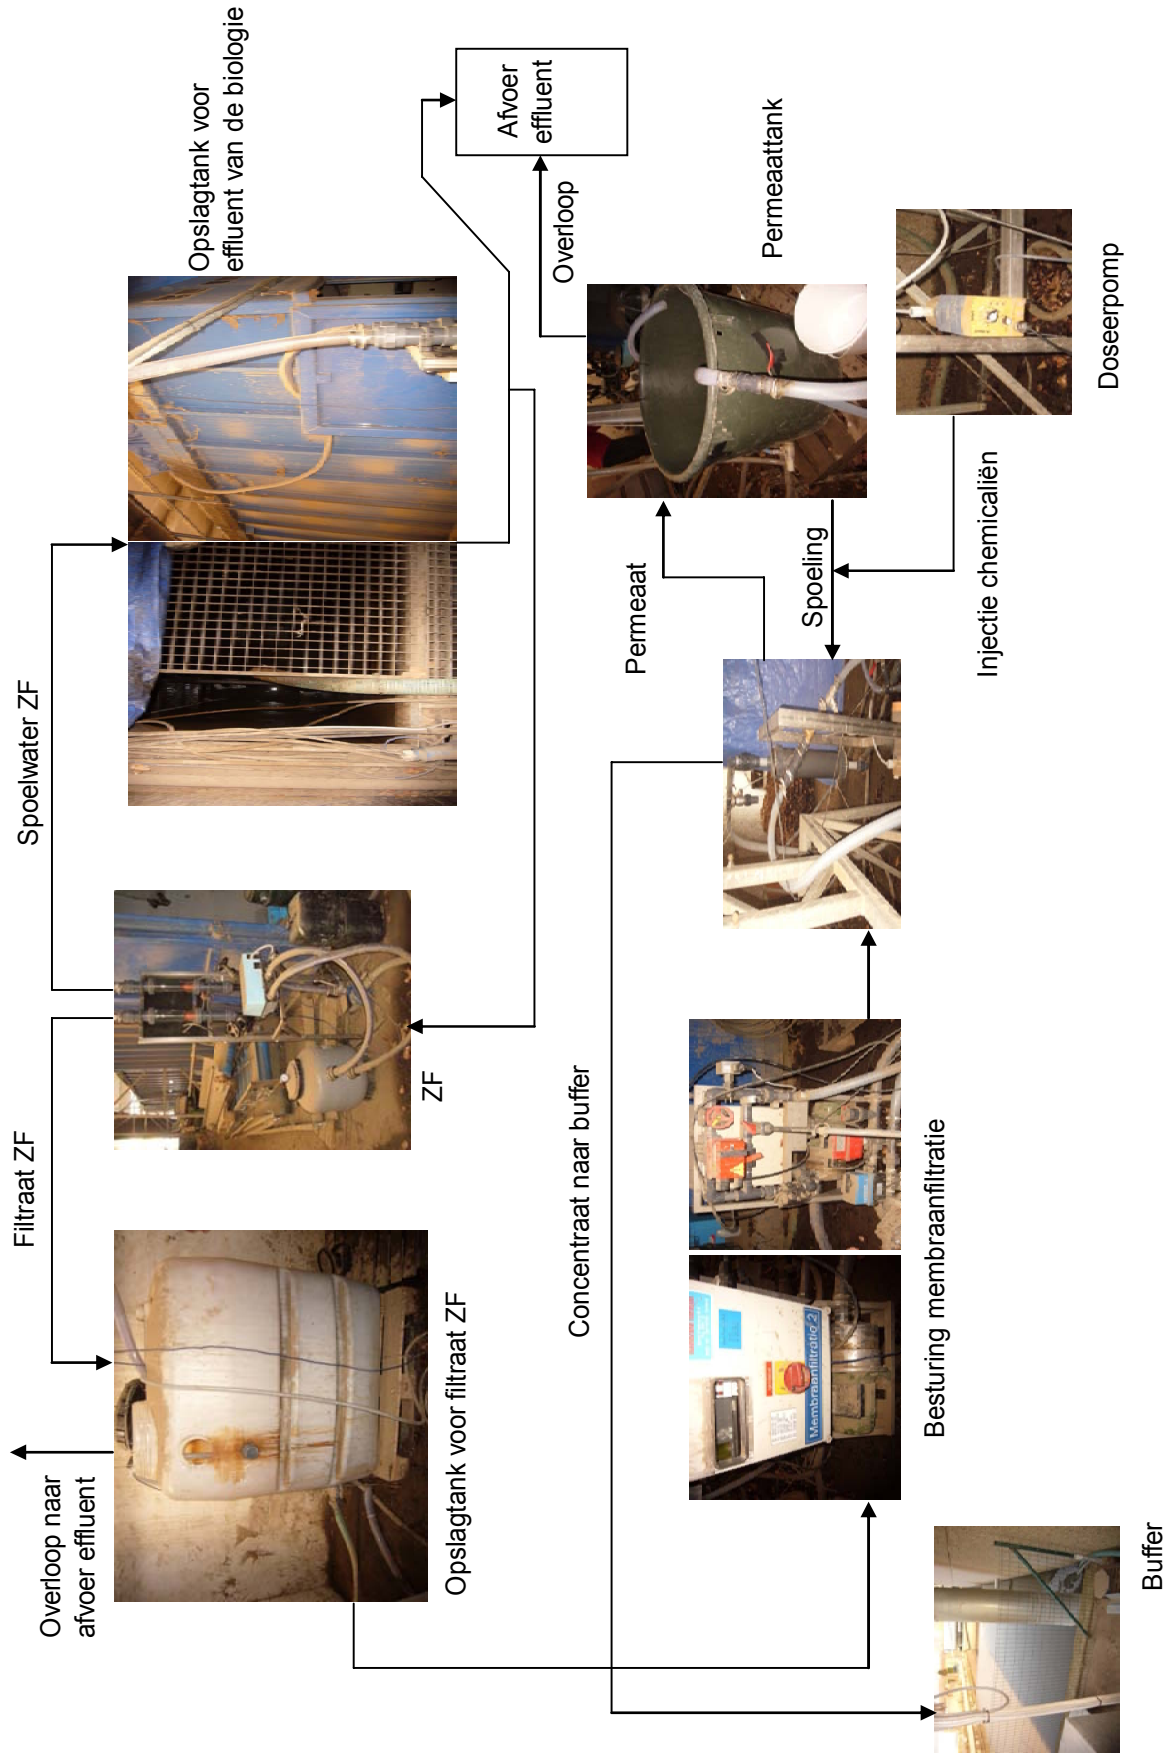 Overloop naar
afvoer effluent
Filtraat ZF
Spoelwater ZF
Opslagtank voor
effluent van de biologie
Opslagtank voor filtraat ZF
ZF
Afvoer
effluent
Overloop
Concentraat naar buffer
Permeaat
Permeaattank
Spoeling
Membraanfiltratie 2
Besturing membraanfiltratie
Injectie chemicaliën
Doseerpomp
Buffer